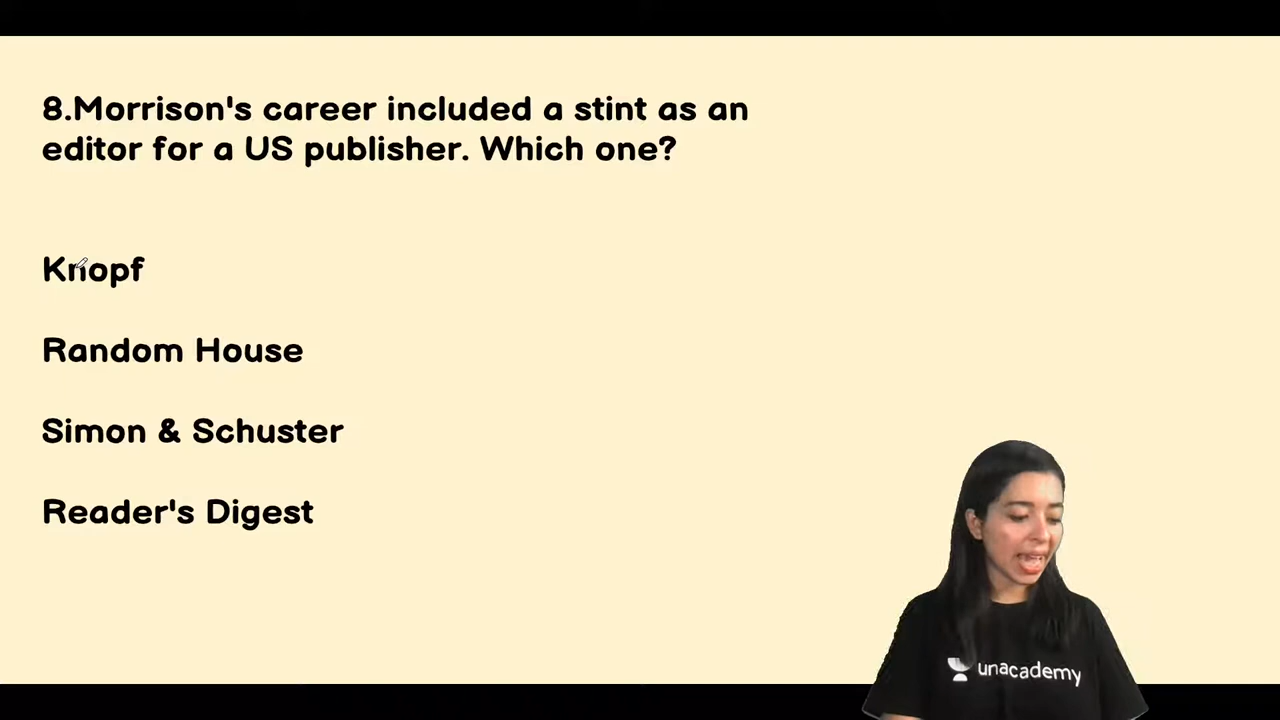 8.Morrison's career included a stint as an
editor for a US publisher. Which one?
Knopf
Random House
Simon & Schuster
Reader's Digest
unacademy